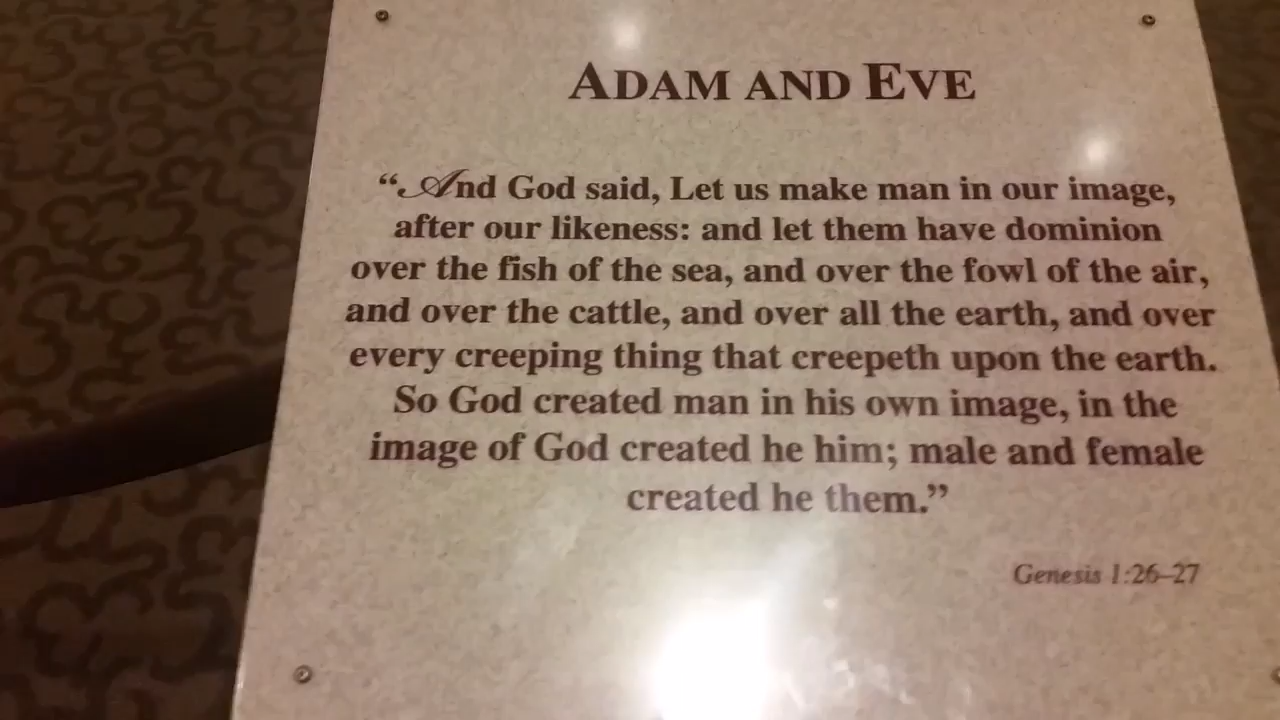 ADAM AND EVE
“And God said, Let us make man in our image,
after our likeness: and let them have dominion
over the fish of the sea, and over the fowl of the air,
and over the cattle, and over all the earth, and over
every creeping thing that creepeth upon the earth.
So God created man in his own image, in the
image of God created he him; male and female
created he them.”
Genesis 1:26–27